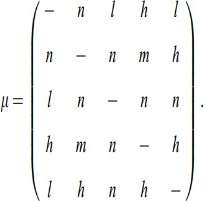 μ = ( − n l h l
n − n m h
l n − n n
h m n − h
l h n h − ) .